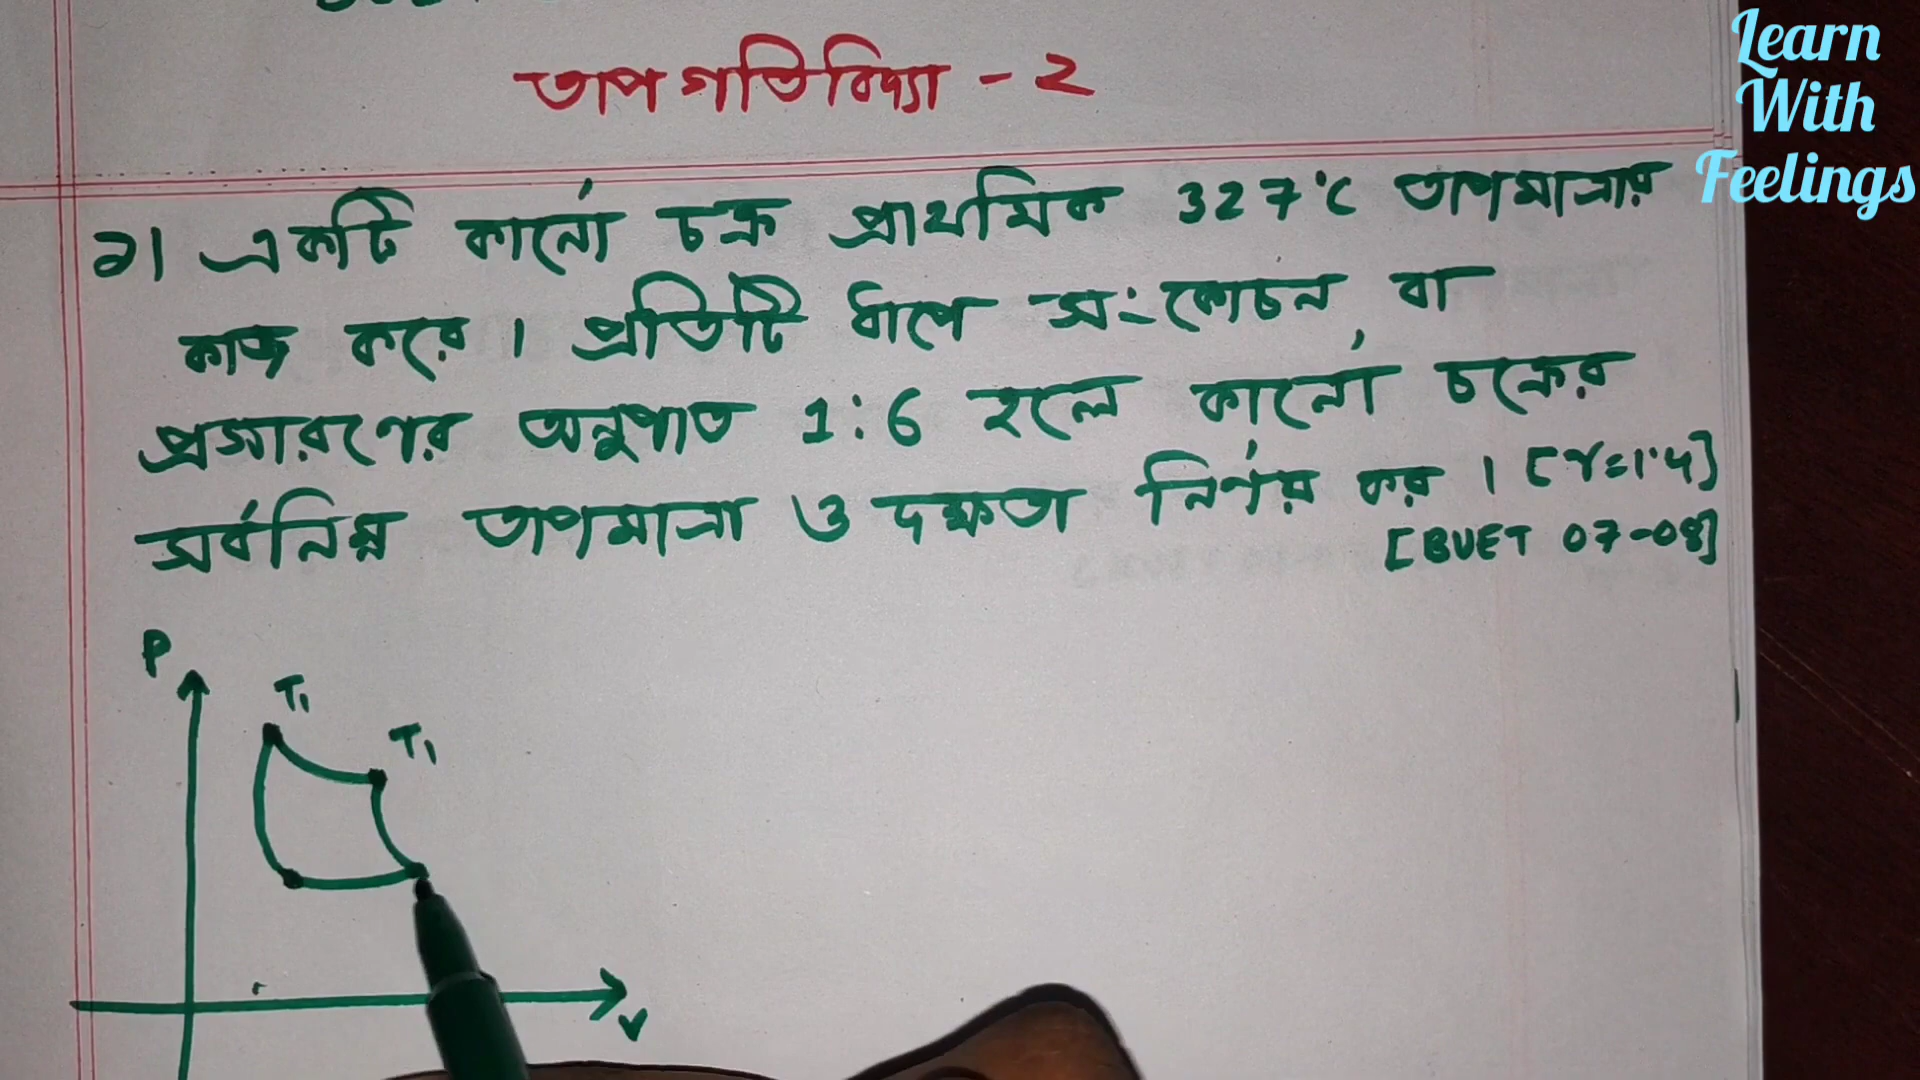 তাপগতিবিদ্যা - ২
Learn
With
Feelings
১। একটি কার্নো চক্র প্রাথমিক 327°C তাপমাত্রার
কাজ করে। প্রতিটি ধাপে সংকোচন বা
প্রসারণের অনুপাত 1:6 হলে কার্নো চক্রের
সর্বনিম্ন তাপমাত্রা ও দক্ষতা নির্ণয় কর। [γ=1.4]
[BUET 07-08]
P
T₁
T₁
V